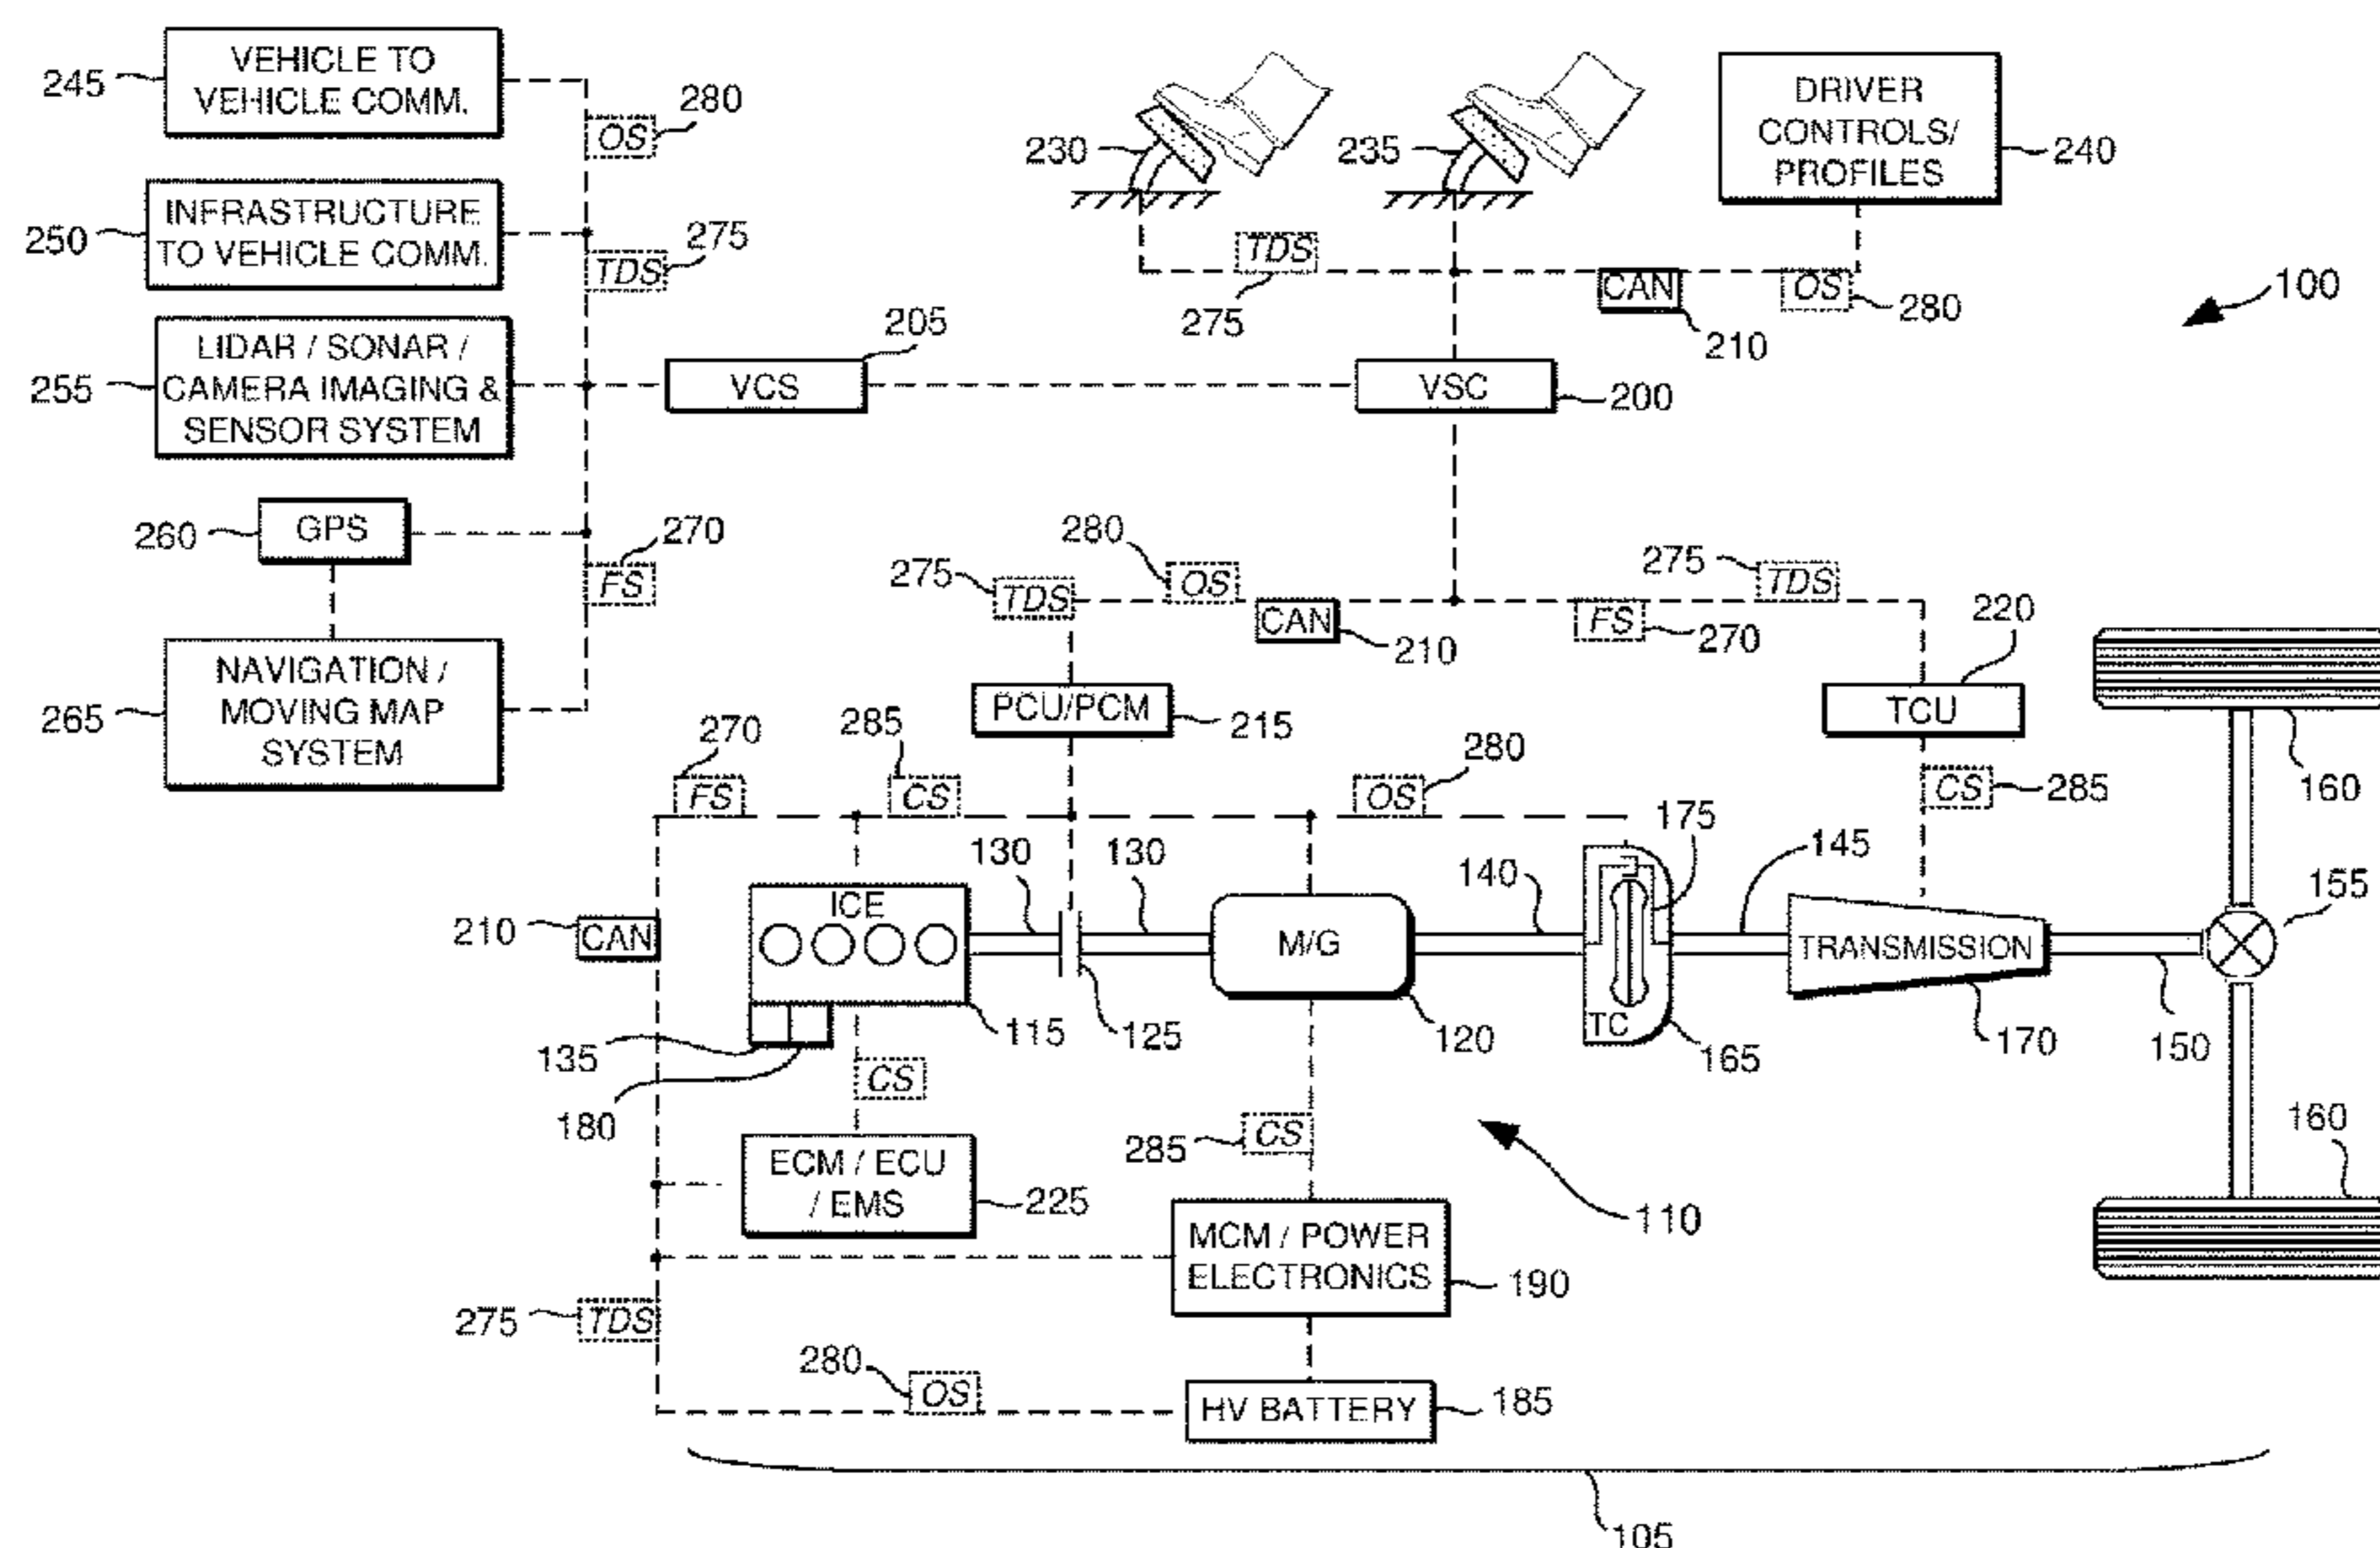 245
VEHICLE TO
VEHICLE COMM.
OS
280
250
INFRASTRUCTURE
TO VEHICLE COMM.
TDS
275
255
LIDAR / SONAR /
CAMERA IMAGING &
SENSOR SYSTEM
260
GPS
FS
270
265
NAVIGATION /
MOVING MAP
SYSTEM
VCS
205
230
235
DRIVER
CONTROLS/
PROFILES
240
TDS
275
CAN
210
OS
280
100
VSC
200
275
TDS
280
OS
CAN
210
FS
270
275
TDS
PCU/PCM
215
TCU
220
270
FS
285
CS
280
OS
CS
285
160
210
CAN
ICE
130
130
M/G
140
175
145
TRANSMISSION
155
135
180
115
125
120
TC
165
170
150
CS
ECM / ECU
/ EMS
225
285
CS
110
160
MCM / POWER
ELECTRONICS
190
275
TDS
280
OS
HV BATTERY
185
105